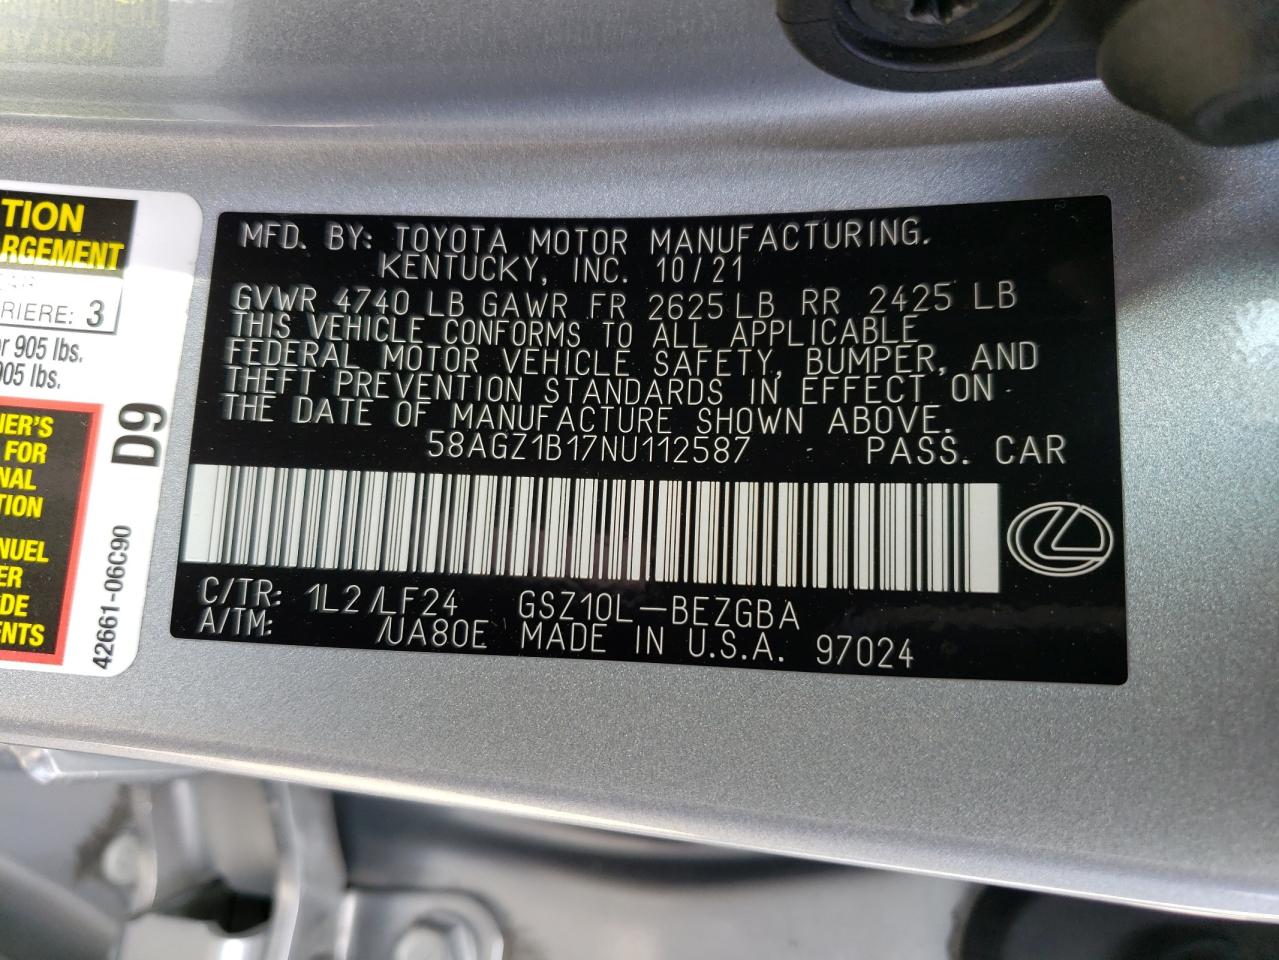 TION
ARGEMENT
RIERE: 3
or 905 lbs.
905 lbs.
NER'S
FOR
NAL
TION
NUEL
ER
DE
ENTS
D9
42661-06C90
MFD. BY: TOYOTA MOTOR MANUFACTURING.
KENTUCKY, INC. 10/21
GVWR 4740 LB GAWR FR 2625 LB RR 2425 LB
THIS VEHICLE CONFORMS TO ALL APPLICABLE
FEDERAL MOTOR VEHICLE SAFETY, BUMPER, AND
THEFT PREVENTION STANDARDS IN EFFECT ON
THE DATE OF MANUFACTURE SHOWN ABOVE.
58AGZ1B17NU112587 PASS. CAR
C/TR: 1L2/LF24 GSZ10L-BEZGBA
A/TM: /UA80E MADE IN U.S.A. 97024